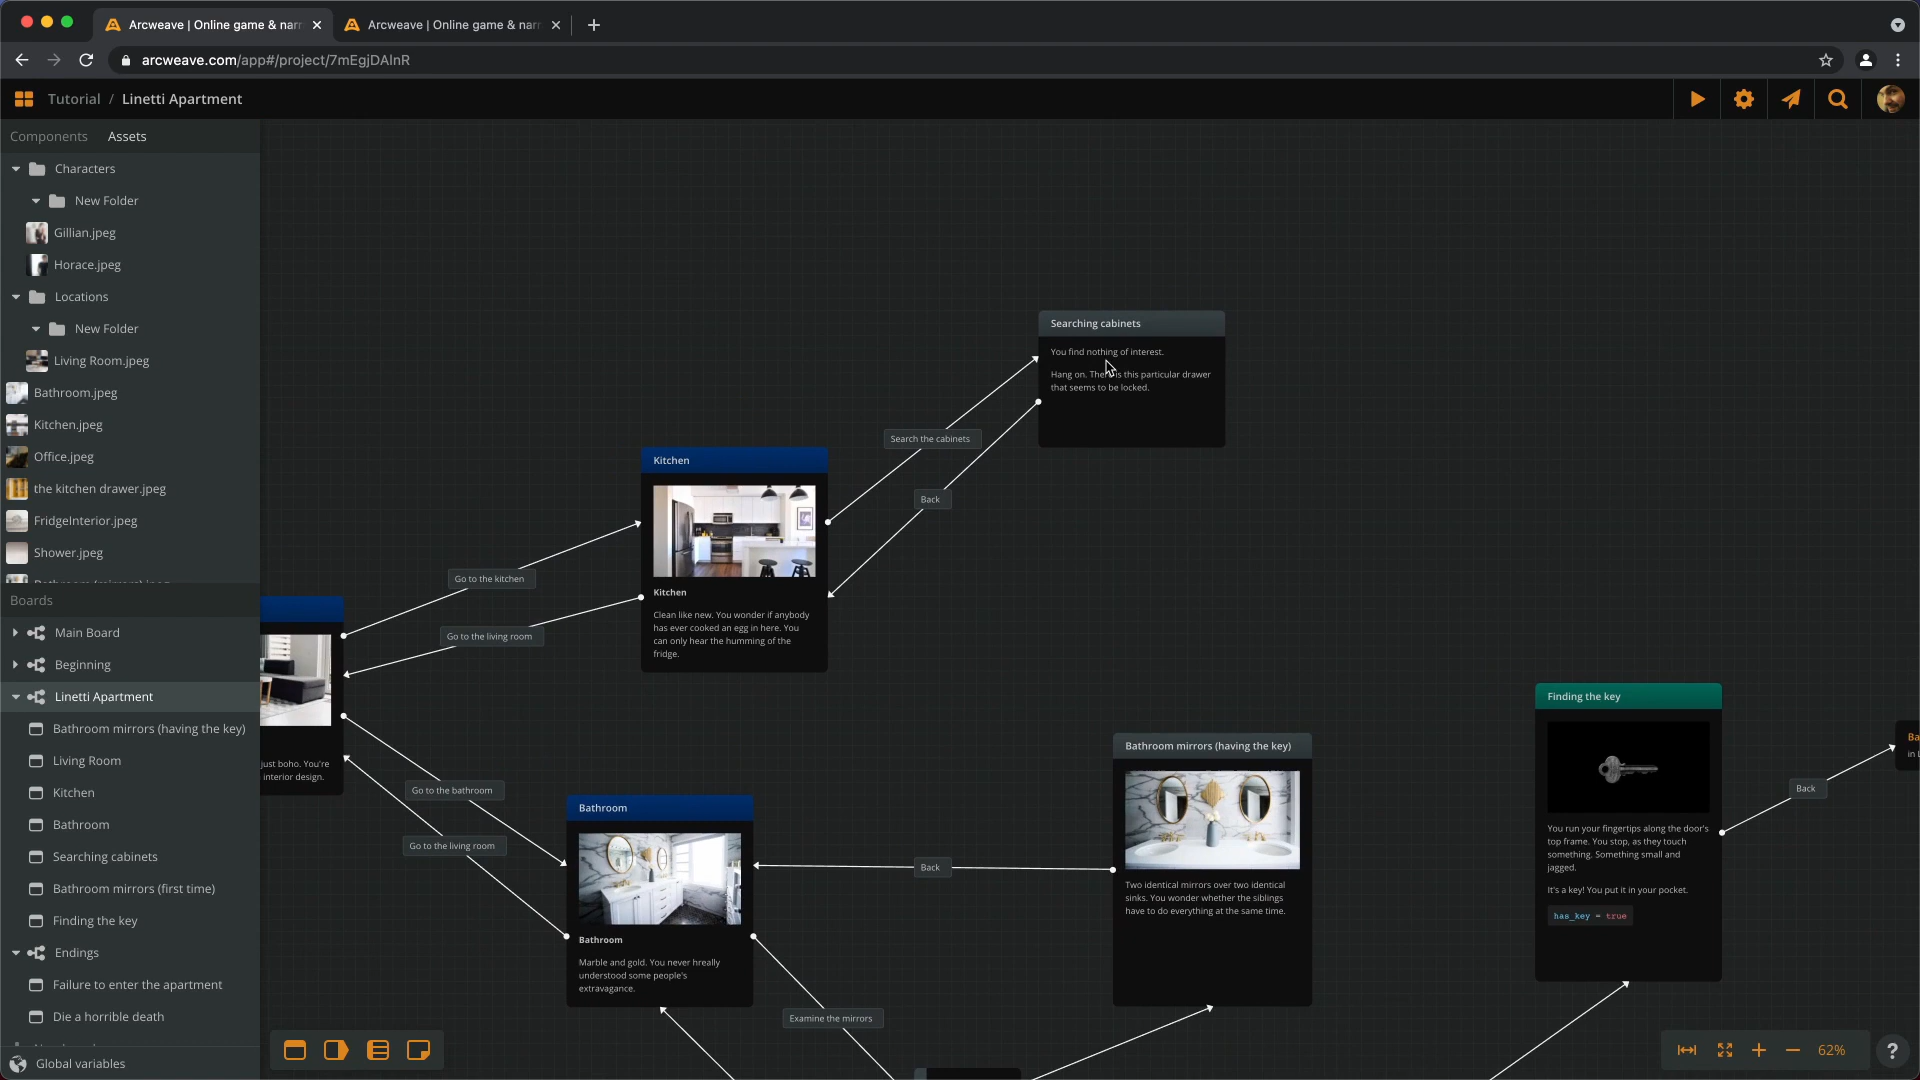 Arcweave | Online game & narr
Arcweave | Online game & narr
arcweave.com/app#/project/7mEgjDAlnR
Tutorial / Linetti Apartment
Components Assets
Characters
New Folder
Gillian.jpeg
Horace.jpeg
Locations
New Folder
Living Room.jpeg
Bathroom.jpeg
Kitchen.jpeg
Office.jpeg
the kitchen drawer.jpeg
FridgeInterior.jpeg
Shower.jpeg
Boards
Main Board
Beginning
Linetti Apartment
Bathroom mirrors (having the key)
Living Room
Kitchen
Bathroom
Searching cabinets
Bathroom mirrors (first time)
Finding the key
Endings
Failure to enter the apartment
Die a horrible death
Global variables
Searching cabinets
You find nothing of interest.
Hang on. There is this particular drawer
that seems to be locked.
Search the cabinets
Back
Kitchen
Kitchen
Clean like new. You wonder if anybody
has ever cooked an egg in here. You
can only hear the humming of the
fridge.
Go to the kitchen
Go to the living room
just boho. You're
interior design.
Go to the bathroom
Go to the living room
Bathroom
Bathroom
Marble and gold. You never hreally
understood some people's
extravagance.
Back
Examine the mirrors
Bathroom mirrors (having the key)
Two identical mirrors over two identical
sinks. You wonder whether the siblings
have to do everything at the same time.
Finding the key
You run your fingertips along the door's
top frame. You stop, as they touch
something. Something small and
jagged.
It's a key! You put it in your pocket.
has_key = true
Back
Ba
in L
62%
?